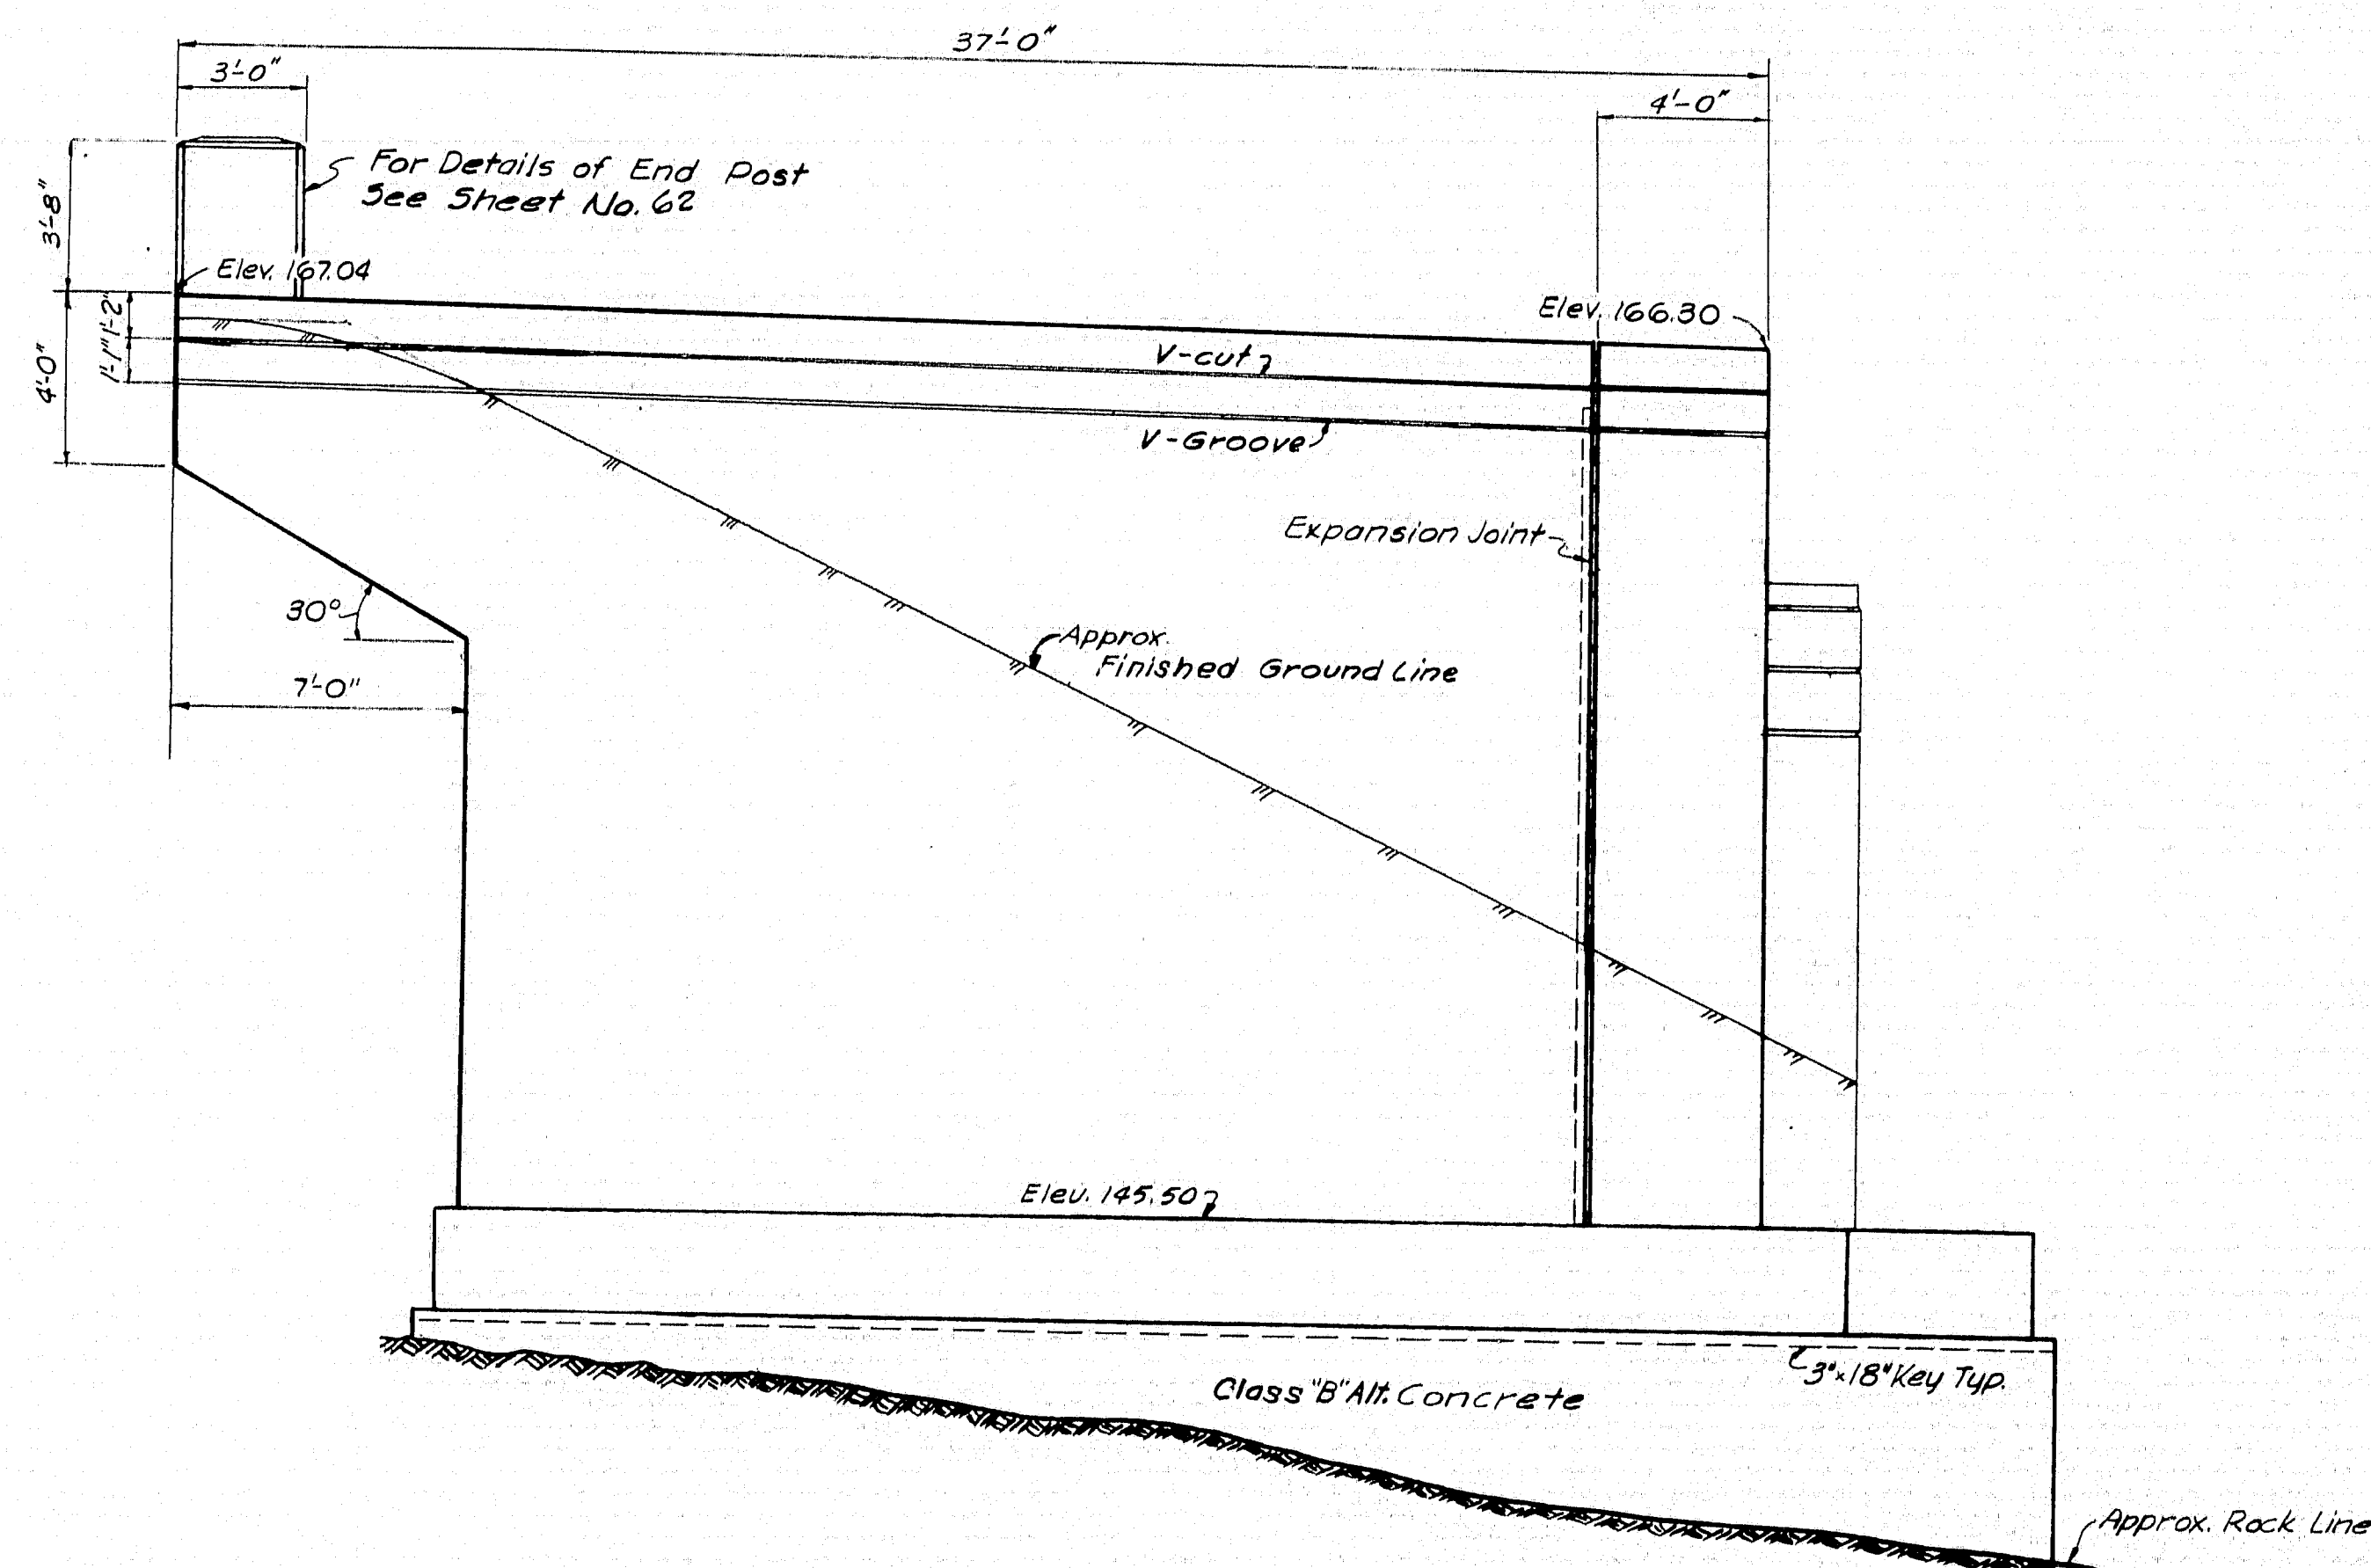 37'-0"
3'-0"
4'-0"
For Details of End Post
See Sheet No. 62
3'-8"
Elev. 167.04
Elev. 166.30
1'-2"
1'-1"
4'-0"
V-cut
V-Groove
Expansion Joint
30°
Approx.
Finished Ground Line
7'-0"
Elev. 145.50
3"x18" Key Typ.
Class "B" Alt. Concrete
Approx. Rock Line